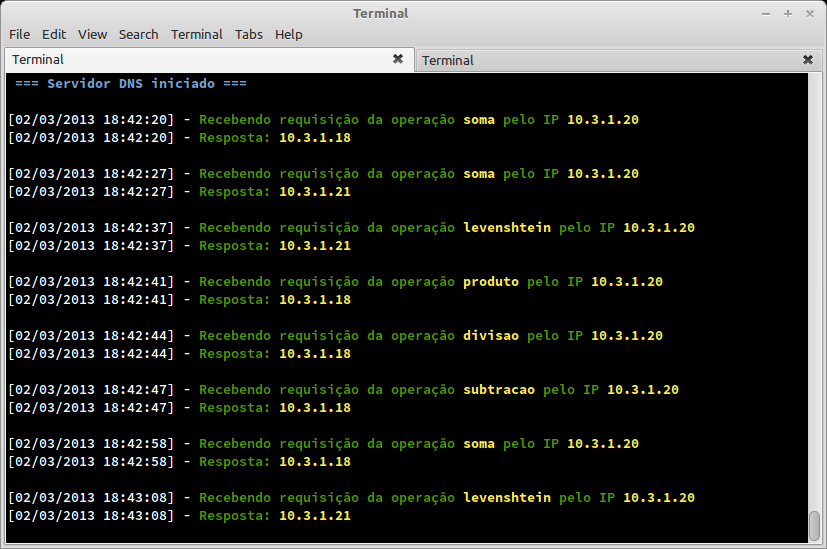 Terminal
File Edit View Search Terminal Tabs Help
Terminal Terminal
=== Servidor DNS iniciado ===
[02/03/2013 18:42:20] - Recebendo requisição da operação soma pelo IP 10.3.1.20
[02/03/2013 18:42:20] - Resposta: 10.3.1.18
[02/03/2013 18:42:27] - Recebendo requisição da operação soma pelo IP 10.3.1.20
[02/03/2013 18:42:27] - Resposta: 10.3.1.21
[02/03/2013 18:42:37] - Recebendo requisição da operação levenshtein pelo IP 10.3.1.20
[02/03/2013 18:42:37] - Resposta: 10.3.1.21
[02/03/2013 18:42:41] - Recebendo requisição da operação produto pelo IP 10.3.1.20
[02/03/2013 18:42:41] - Resposta: 10.3.1.18
[02/03/2013 18:42:44] - Recebendo requisição da operação divisao pelo IP 10.3.1.20
[02/03/2013 18:42:44] - Resposta: 10.3.1.18
[02/03/2013 18:42:47] - Recebendo requisição da operação subtracao pelo IP 10.3.1.20
[02/03/2013 18:42:47] - Resposta: 10.3.1.18
[02/03/2013 18:42:58] - Recebendo requisição da operação soma pelo IP 10.3.1.20
[02/03/2013 18:42:58] - Resposta: 10.3.1.18
[02/03/2013 18:43:08] - Recebendo requisição da operação levenshtein pelo IP 10.3.1.20
[02/03/2013 18:43:08] - Resposta: 10.3.1.21